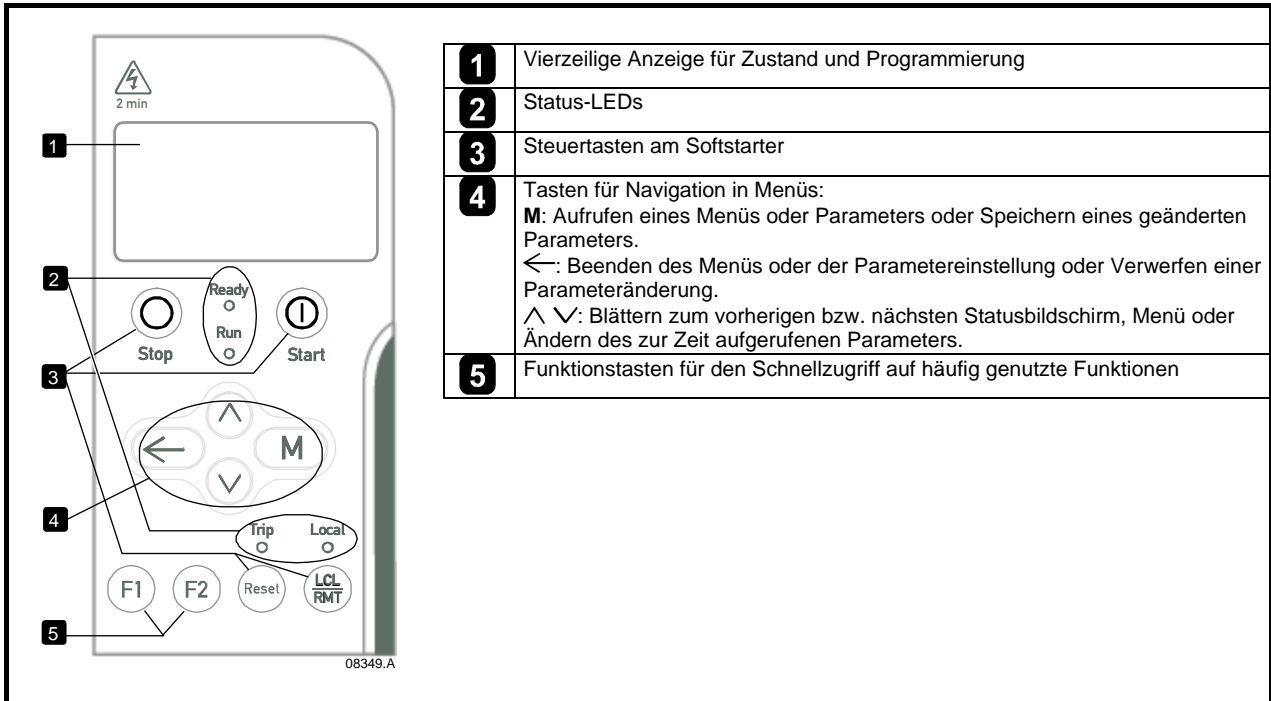 2 min
1
2
Ready
Run
Stop
Start
3
M
4
Trip
Local
F1
F2
Reset
LCL
RMT
5
08349.A
1 Vierzeilige Anzeige für Zustand und Programmierung
2 Status-LEDs
3 Steuertasten am Softstarter
4 Tasten für Navigation in Menüs:
M: Aufrufen eines Menüs oder Parameters oder Speichern eines geänderten
Parameters.
←: Beenden des Menüs oder der Parametereinstellung oder Verwerfen einer
Parameteränderung.
∧ ∨: Blättern zum vorherigen bzw. nächsten Statusbildschirm, Menü oder
Ändern des zur Zeit aufgerufenen Parameters.
5 Funktionstasten für den Schnellzugriff auf häufig genutzte Funktionen